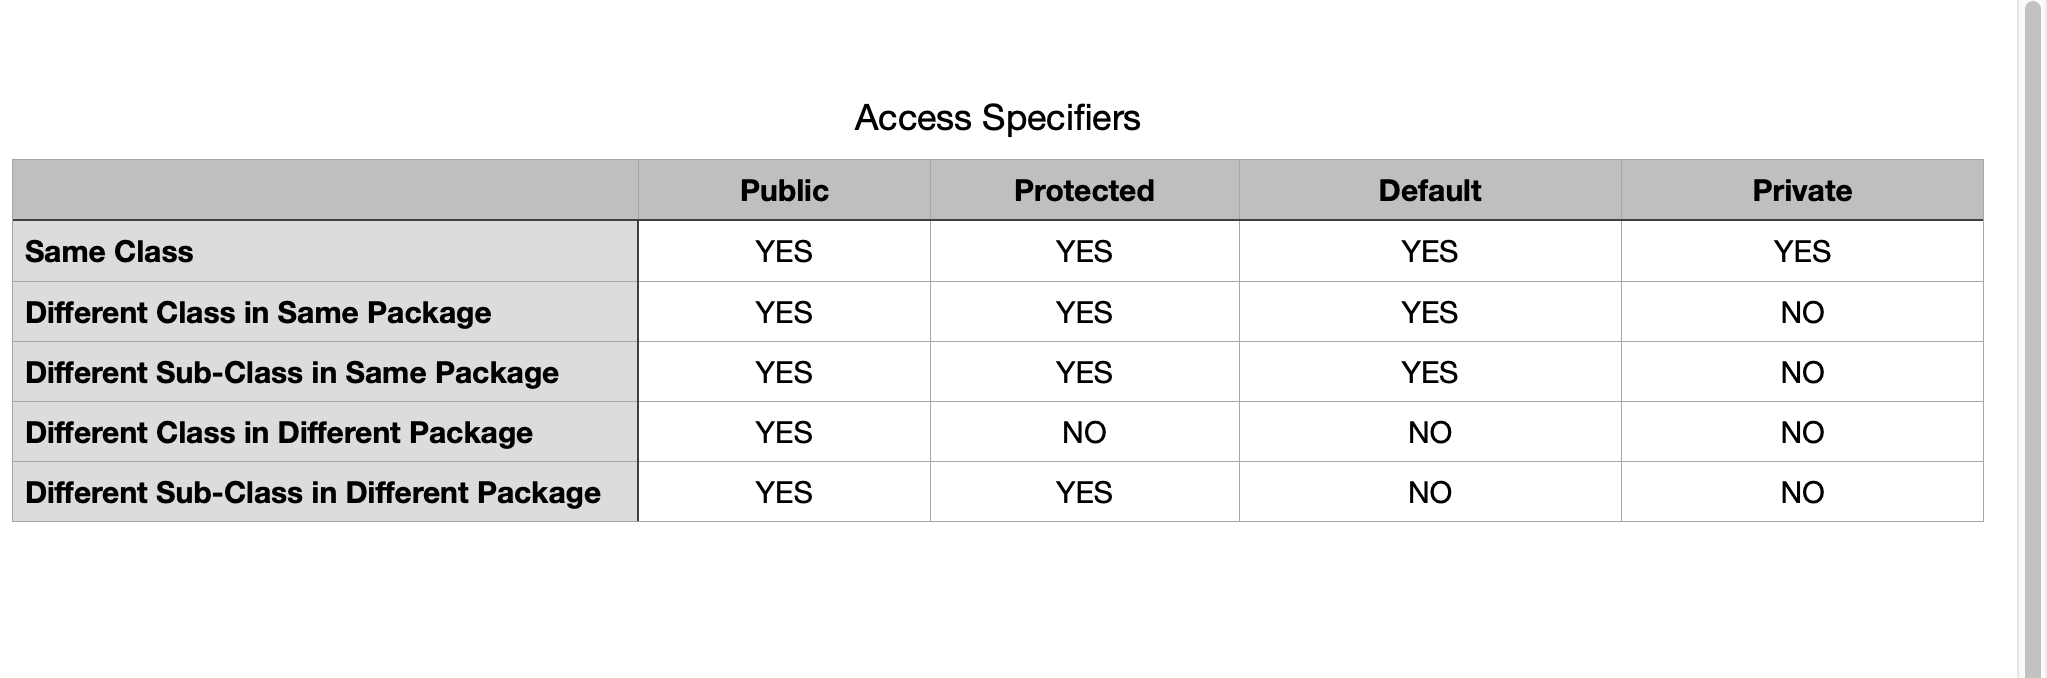 Access Specifiers
Public Protected Default Private
Same Class YES YES YES YES
Different Class in Same Package YES YES YES NO
Different Sub-Class in Same Package YES YES YES NO
Different Class in Different Package YES NO NO NO
Different Sub-Class in Different Package YES YES NO NO